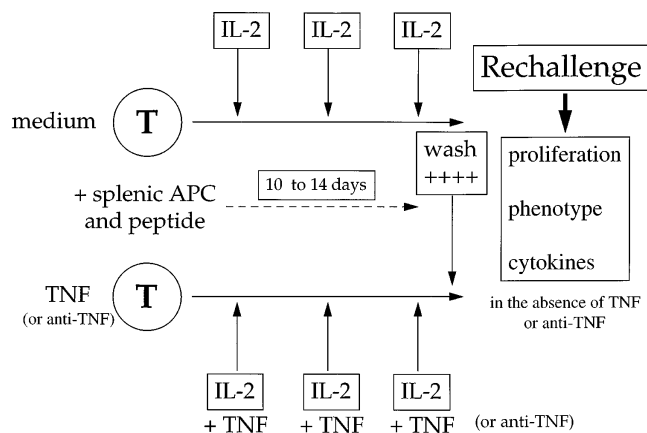 IL-2 IL-2 IL-2
Rechallenge
medium T
wash
++++
proliferation
phenotype
cytokines
+ splenic APC
and peptide
10 to 14 days
TNF
(or anti-TNF)
T
in the absence of TNF
or anti-TNF
IL-2 IL-2 IL-2
+ TNF + TNF + TNF (or anti-TNF)